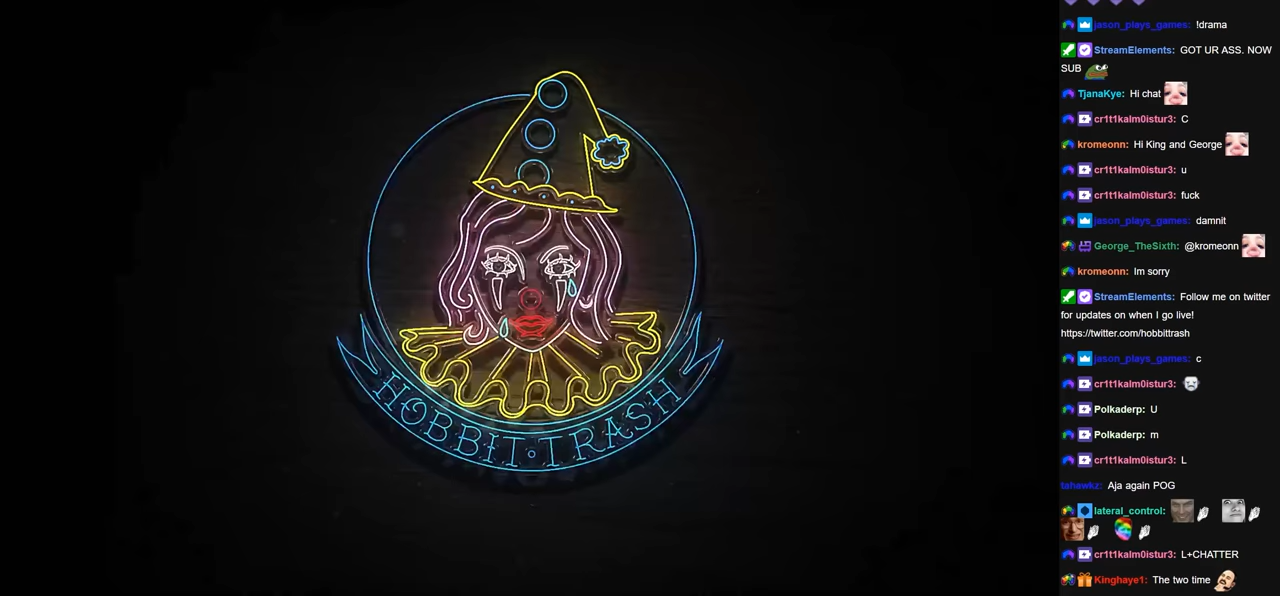 HOBBIT TRASH
jason_plays_games: !drama
StreamElements: GOT UR ASS. NOW
SUB
TjanaKye: Hi chat
cr1t1kalm0istur3: C
kromeonn: Hi King and George
cr1t1kalm0istur3: u
cr1t1kalm0istur3: fuck
jason_plays_games: damnit
George_TheSixth: @kromeonn
kromeonn: Im sorry
StreamElements: Follow me on twitter
for updates on when I go live!
https://twitter.com/hobbittrash
jason_plays_games: c
cr1t1kalm0istur3:
Polkaderp: U
Polkaderp: m
cr1t1kalm0istur3: L
tahawkz: Aja again POG
lateral_control:
cr1t1kalm0istur3: L+CHATTER
Kinghaye1: The two time